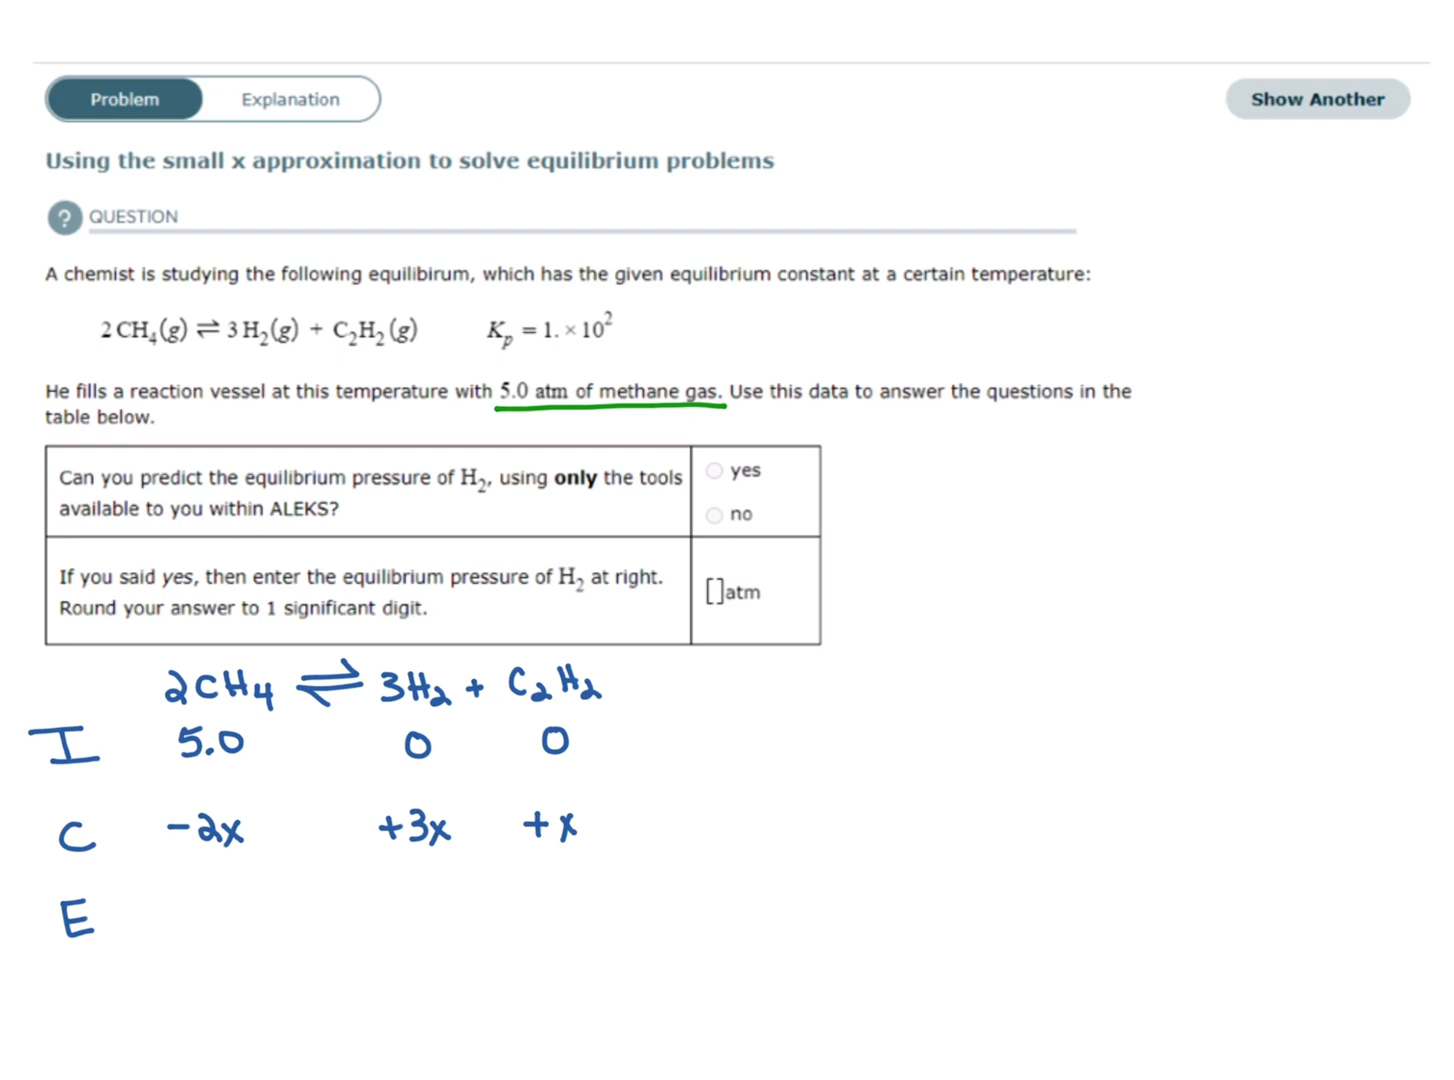 Problem Explanation Show Another
Using the small x approximation to solve equilibrium problems
? QUESTION
A chemist is studying the following equilibirum, which has the given equilibrium constant at a certain temperature:
2 CH₄(g) ⇌ 3 H₂(g) + C₂H₂(g) Kₚ = 1. × 10²
He fills a reaction vessel at this temperature with 5.0 atm of methane gas. Use this data to answer the questions in the
table below.
Can you predict the equilibrium pressure of H₂, using only the tools
available to you within ALEKS?
yes
no
If you said yes, then enter the equilibrium pressure of H₂ at right.
Round your answer to 1 significant digit.
[]atm
2CH4 ⇌ 3H₂ + C₂H₂
I 5.0 0 0
C -2x +3x +x
E